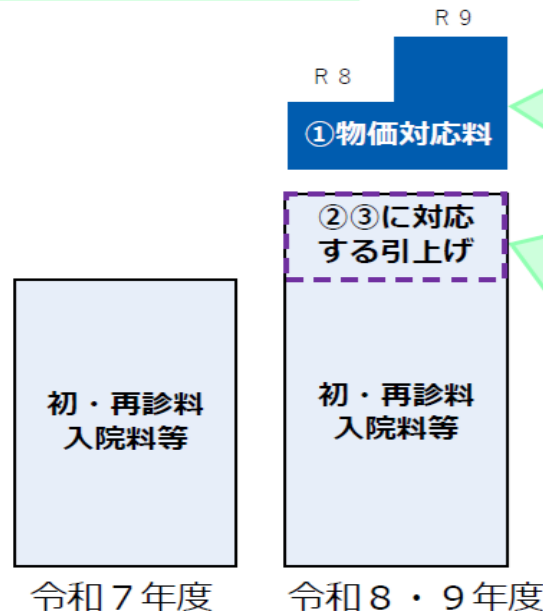 R 9
R 8
①物価対応料
②③に対応
する引上げ
初・再診料
入院料等
初・再診料
入院料等
令和７年度
令和８・９年度